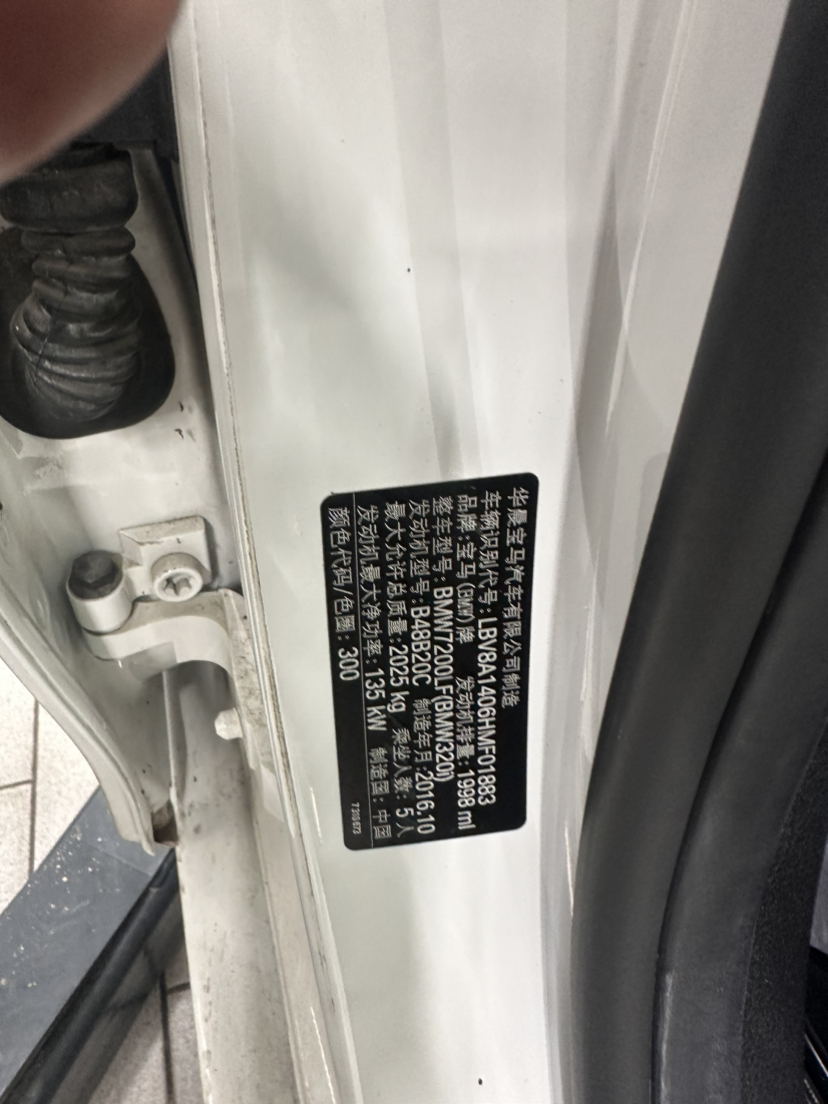 华晨宝马汽车有限公司制造
车辆识别代号: LBV8A1406HMF01883
品牌: 宝马(BMW)牌 发动机排量: 1998 ml
整车型号: BMW7200LF(BMW320i)
发动机型号: B48B20C 制造年月: 2016.10
最大允许总质量: 2025 kg 乘坐人数: 5人
发动机最大净功率: 135 kW 制造国: 中国
颜色代码/色圈: 300